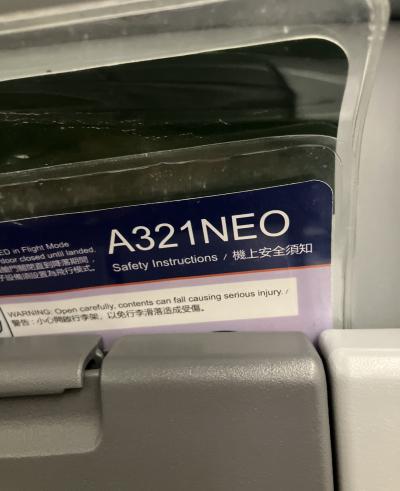 ED in Flight Mode
door closed until landed.
A321NEO
Safety Instructions / 機上安全須知
WARNING: Open carefully, contents can fall causing serious injury. /
警告：小心開啟行李架，以免行李滑落造成受傷。